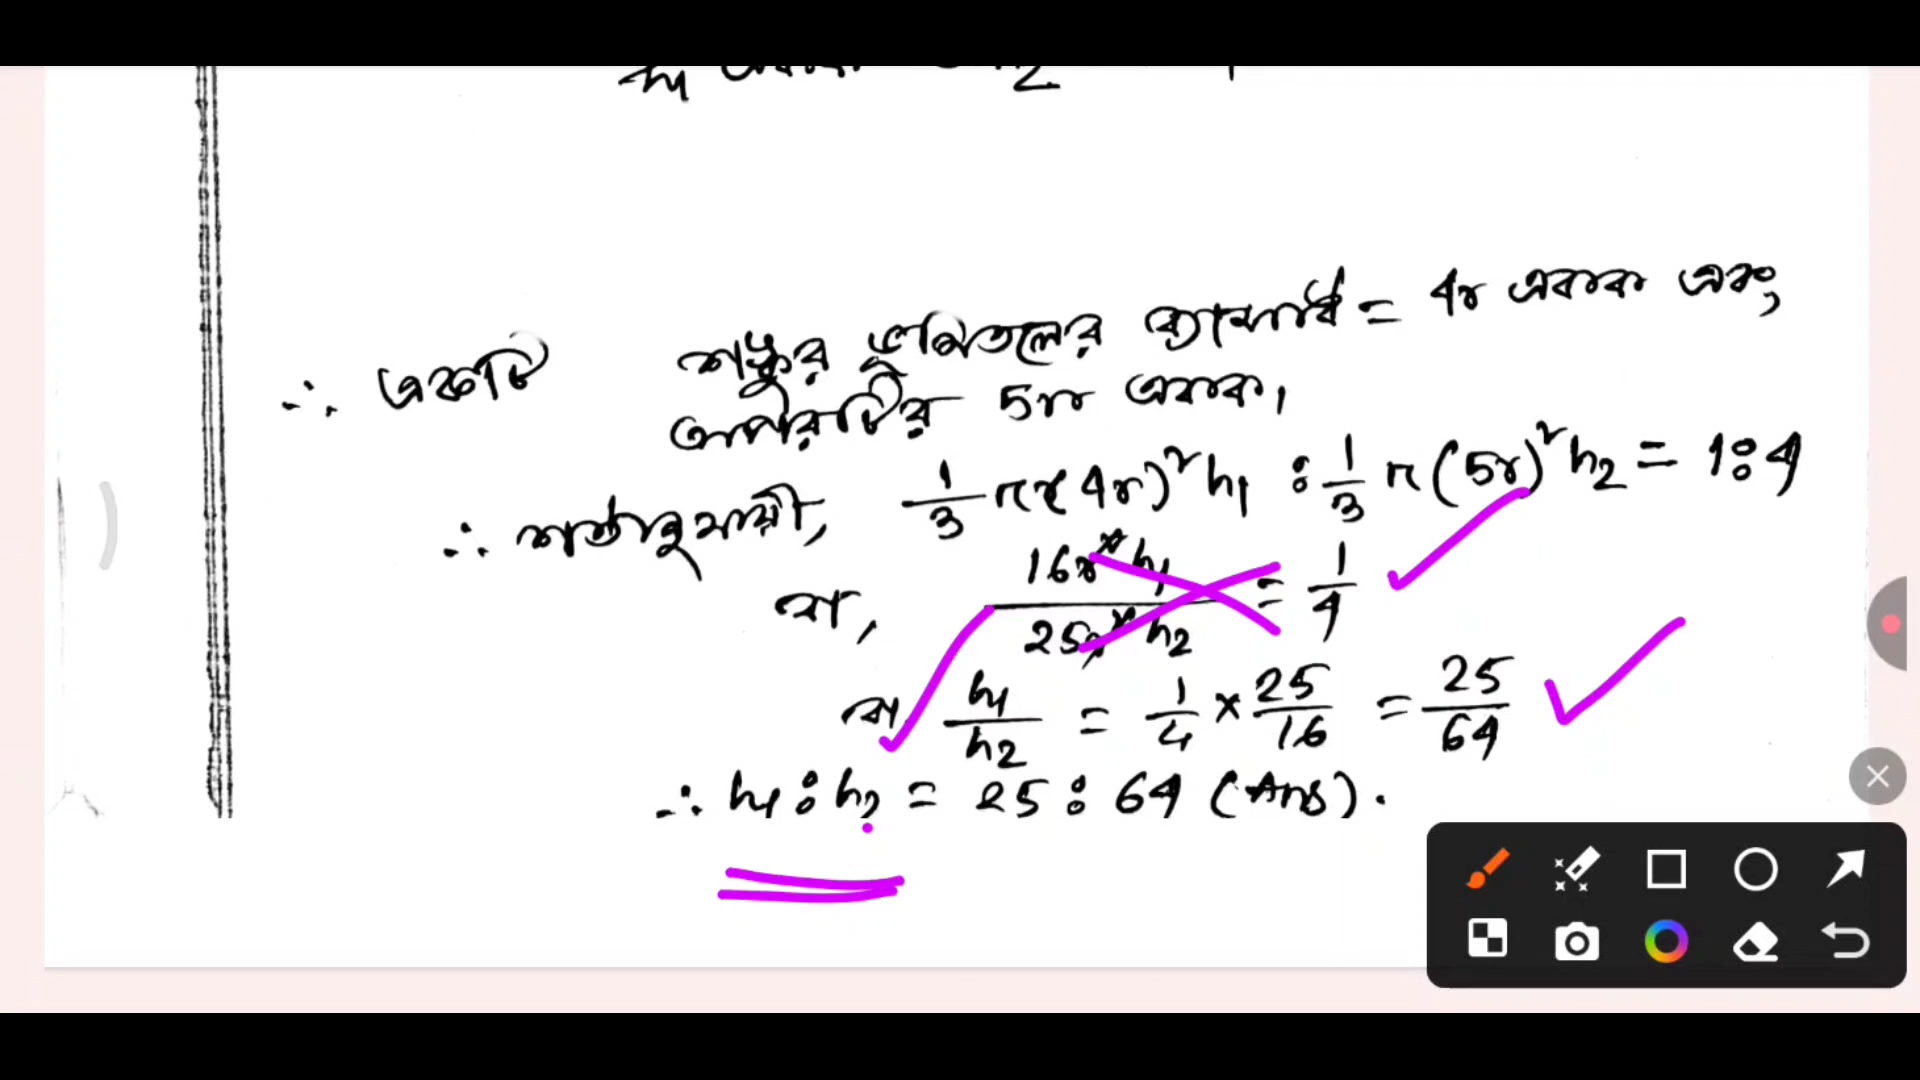 ∴ একটি শঙ্কুর ভূমিতলের ব্যাসার্ধ = 4r একক এবং,
অপরটির 5r একক।
∴ শর্তানুযায়ী, 1/3 π(4r)²h₁ : 1/3 π(5r)²h₂ = 1:4
বা, 16r²h₁/25r²h₂ = 1/4
বা, h₁/h₂ = 1/4 × 25/16 = 25/64
∴ h₁ : h₂ = 25 : 64 (Ans).